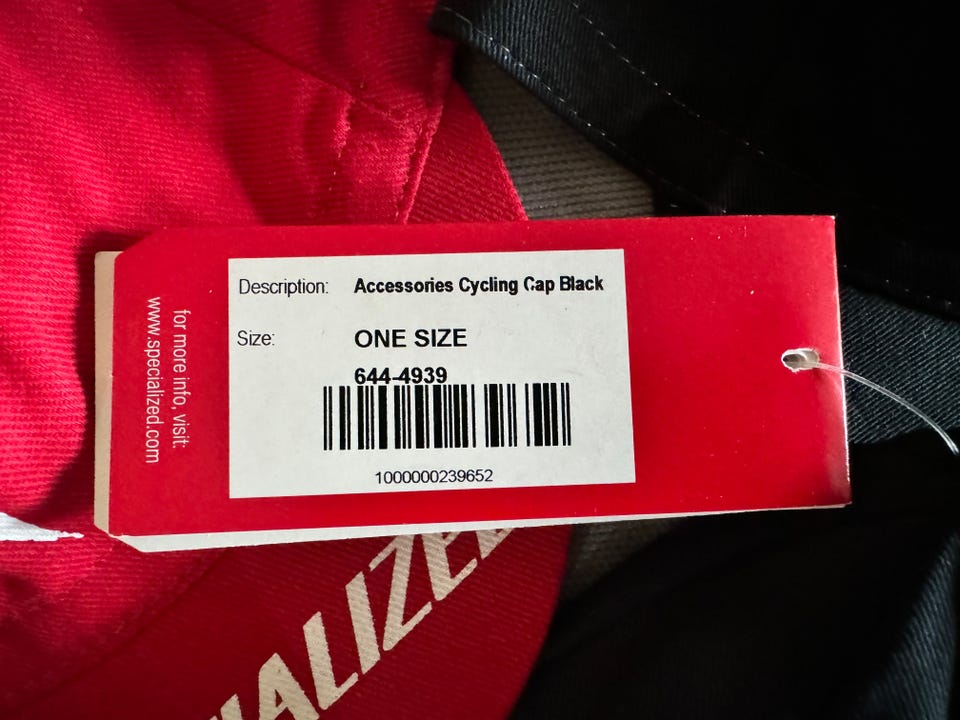 Description: Accessories Cycling Cap Black
Size: ONE SIZE
644-4939
1000000239652
for more info, visit:
www.specialized.com